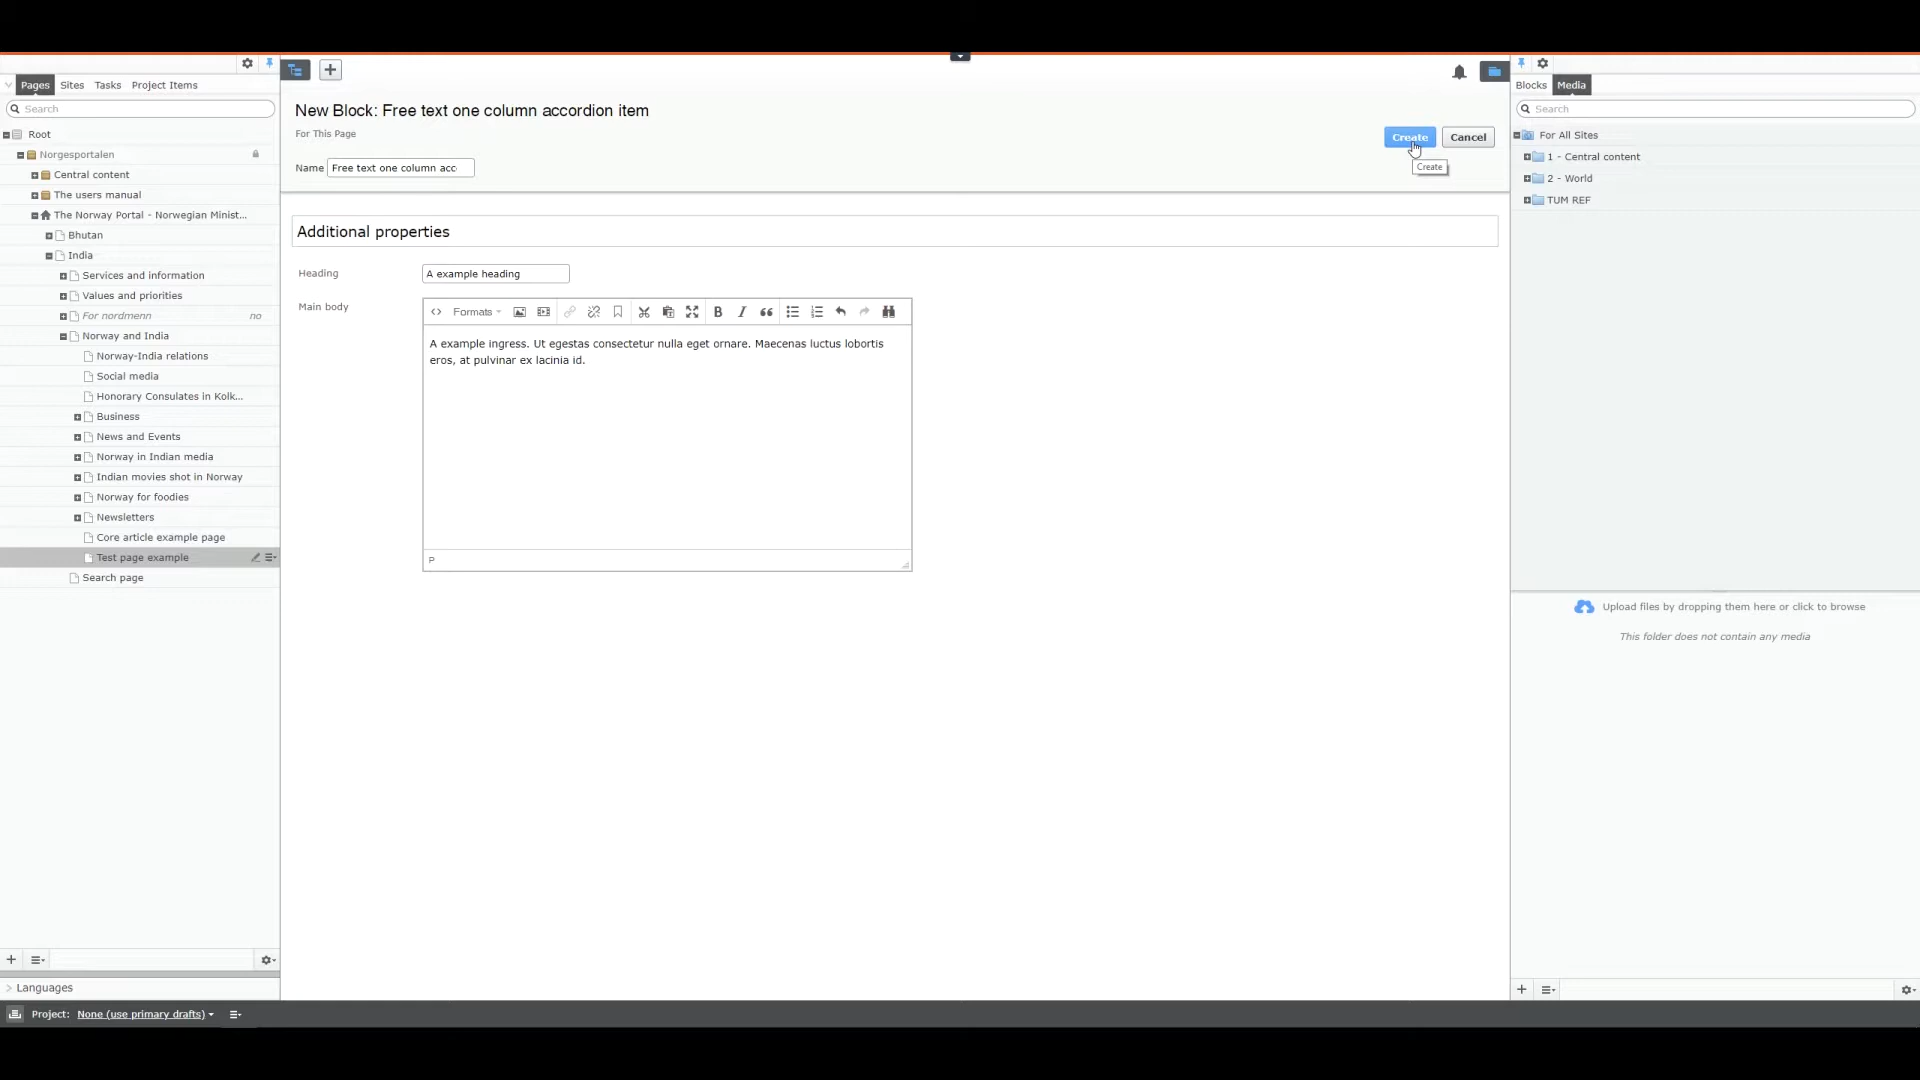 Pages Sites Tasks Project Items
Search
Root
Norgesportalen
Central content
The users manual
The Norway Portal - Norwegian Minist...
Bhutan
India
Services and information
Values and priorities
For nordmenn no
Norway and India
Norway-India relations
Social media
Honorary Consulates in Kolk...
Business
News and Events
Norway in Indian media
Indian movies shot in Norway
Norway for foodies
Newsletters
Core article example page
Test page example
Search page
Languages
New Block: Free text one column accordion item
For This Page
Create Cancel
Create
Name Free text one column acc
Additional properties
Heading A example heading
Main body
Formats
A example ingress. Ut egestas consectetur nulla eget ornare. Maecenas luctus lobortis
eros, at pulvinar ex lacinia id.
P
Blocks Media
Search
For All Sites
1 - Central content
2 - World
TUM REF
Upload files by dropping them here or click to browse
This folder does not contain any media
Project: None (use primary drafts)